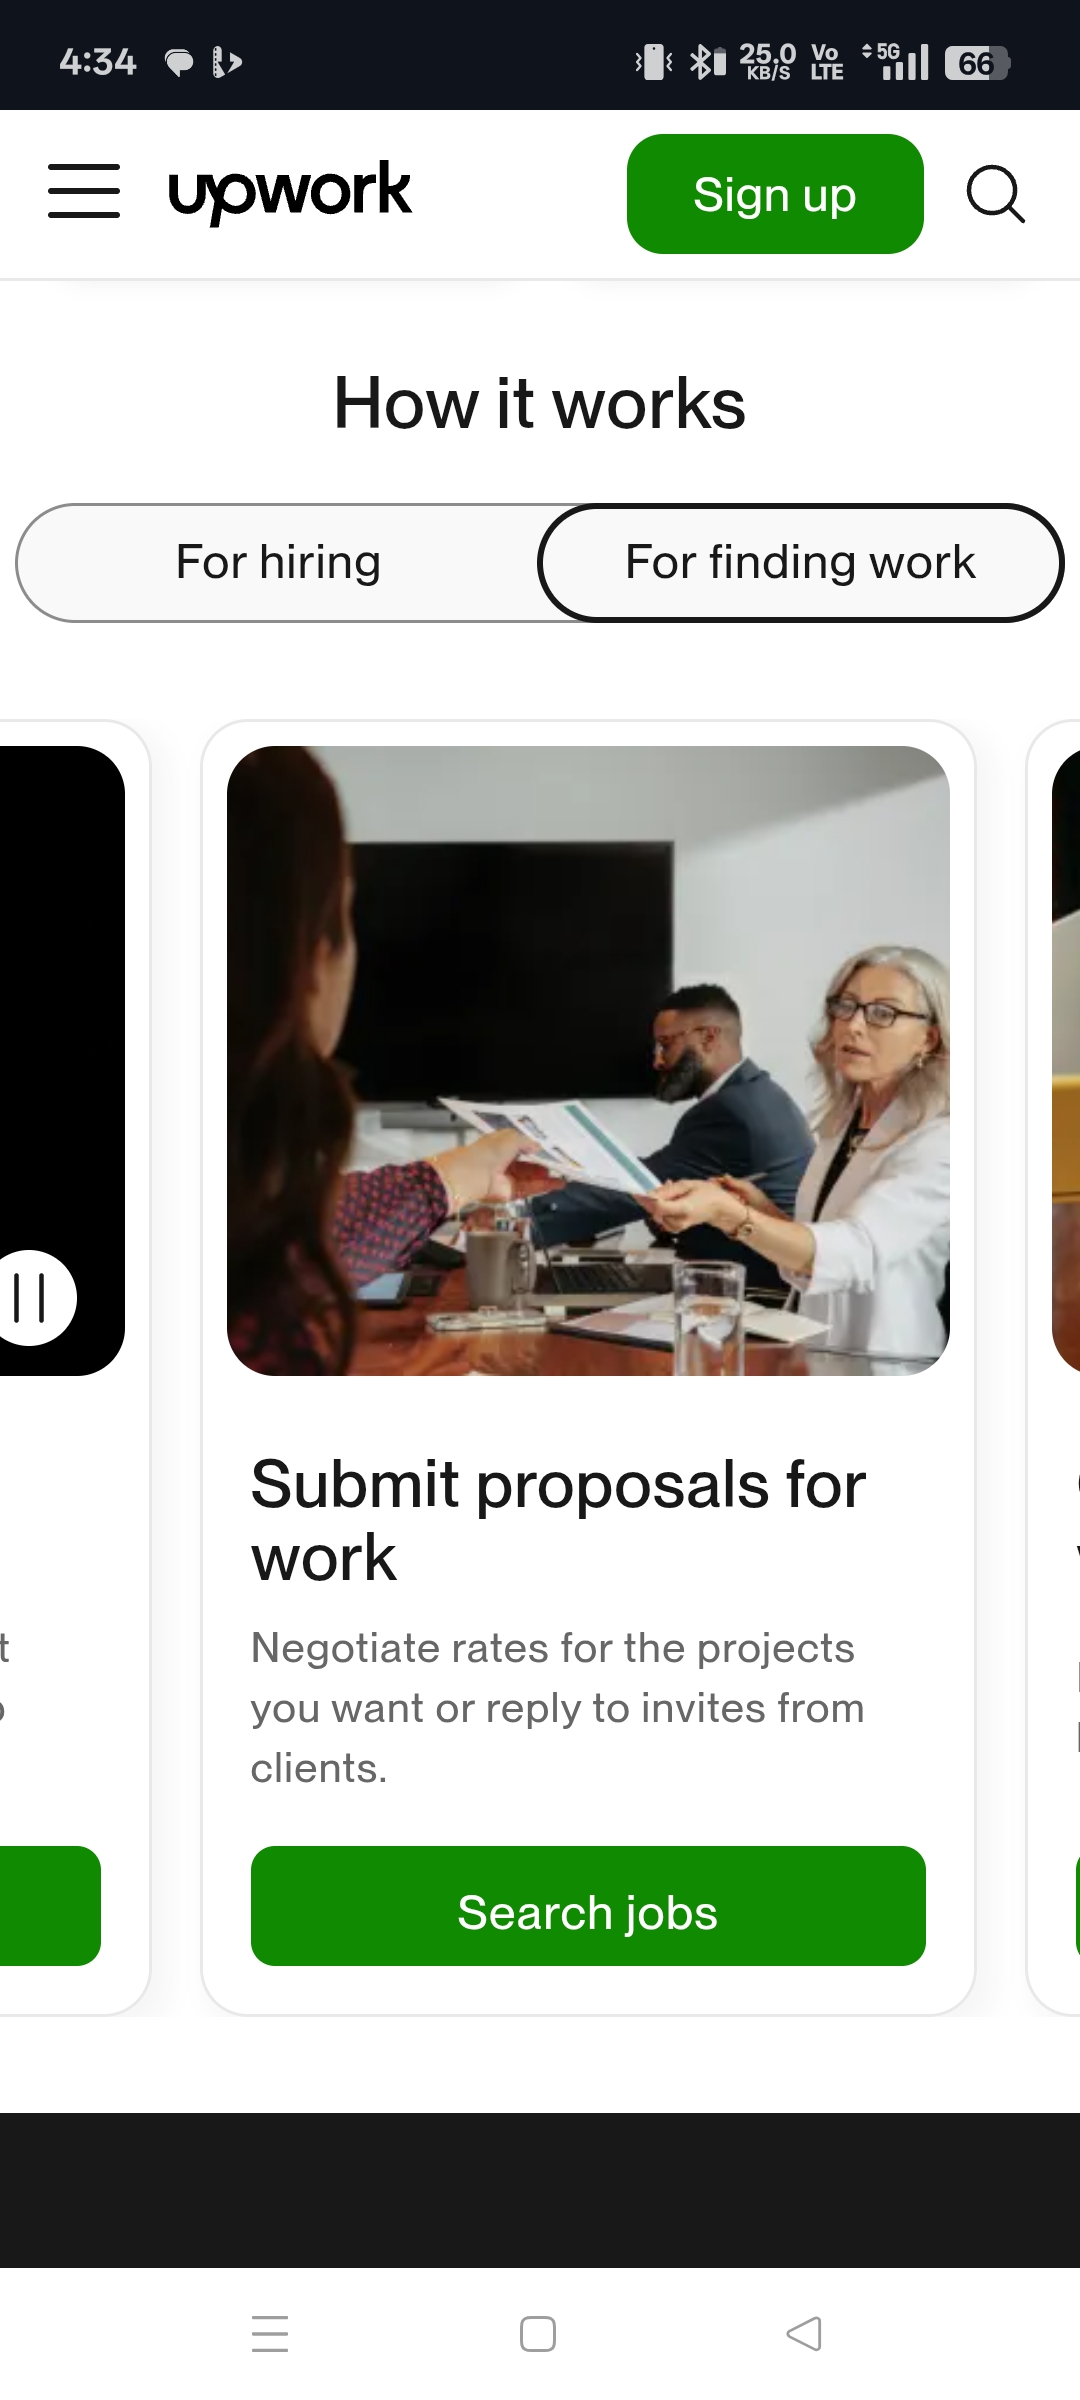 4:34
25.0
KB/S
Vo
LTE
5G
66
upwork
Sign up
How it works
For hiring
For finding work
Submit proposals for
work
Negotiate rates for the projects
you want or reply to invites from
clients.
Search jobs